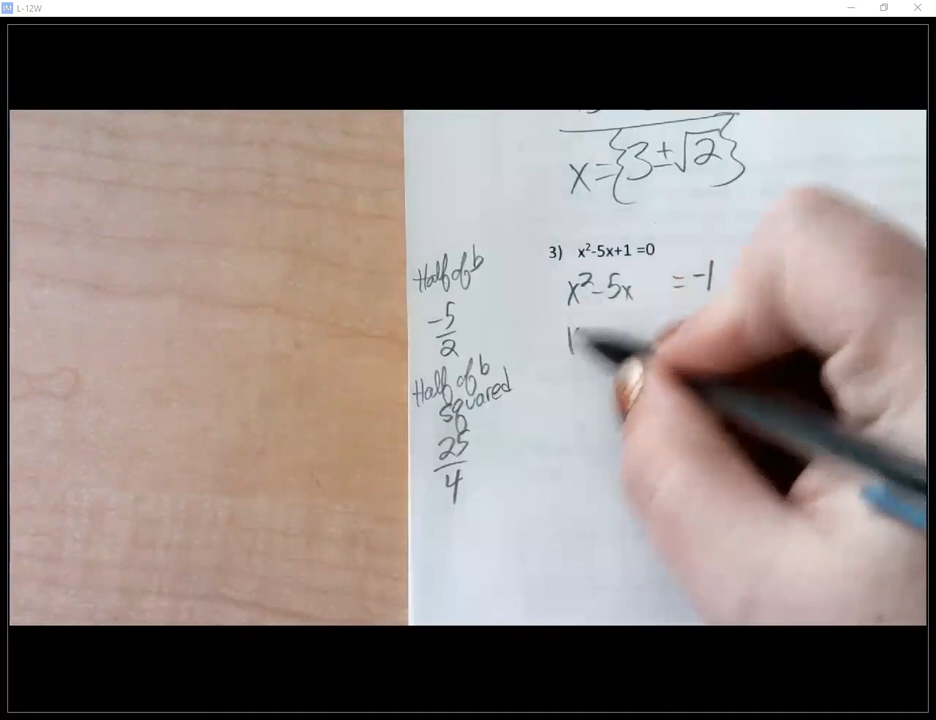 L-12W
x={3±√2}
3) x²-5x+1 =0
x²-5x = -1
Half of b
-5
2
Half of b
squared
25
4